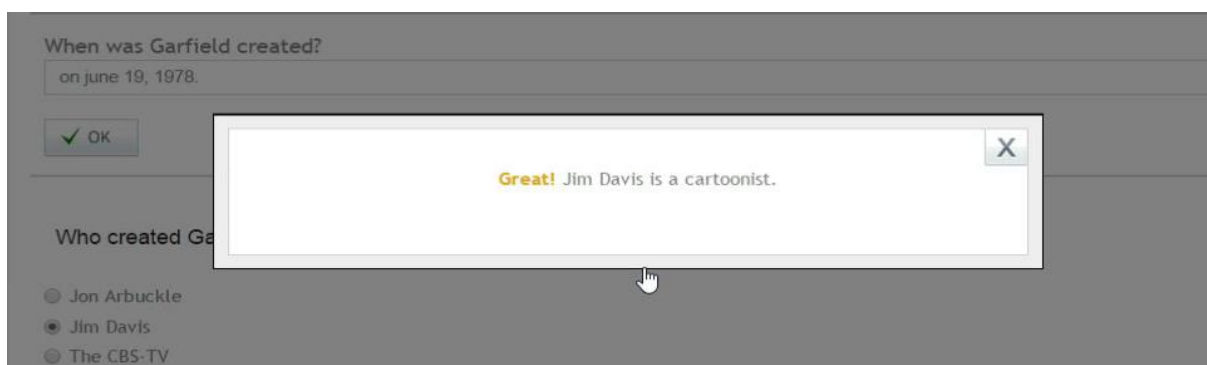 When was Garfield created?
on june 19, 1978.
OK
X
Great! Jim Davis is a cartoonist.
Who created Ga
Jon Arbuckle
Jim Davis
The CBS-TV